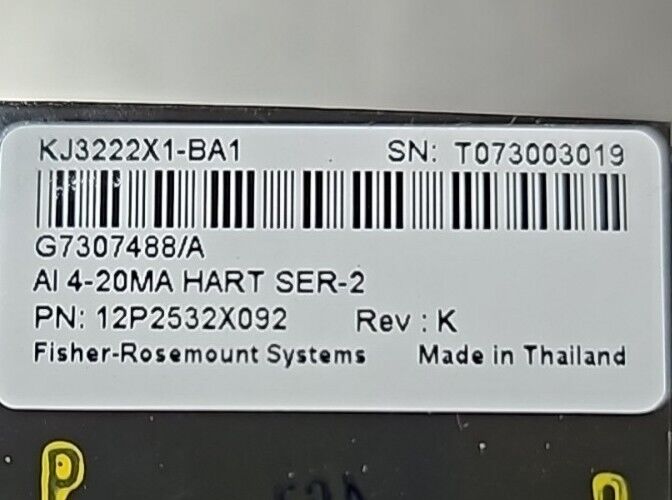 KJ3222X1-BA1 SN: T073003019
G7307488/A
AI 4-20MA HART SER-2
PN: 12P2532X092 Rev : K
Fisher-Rosemount Systems Made in Thailand
P